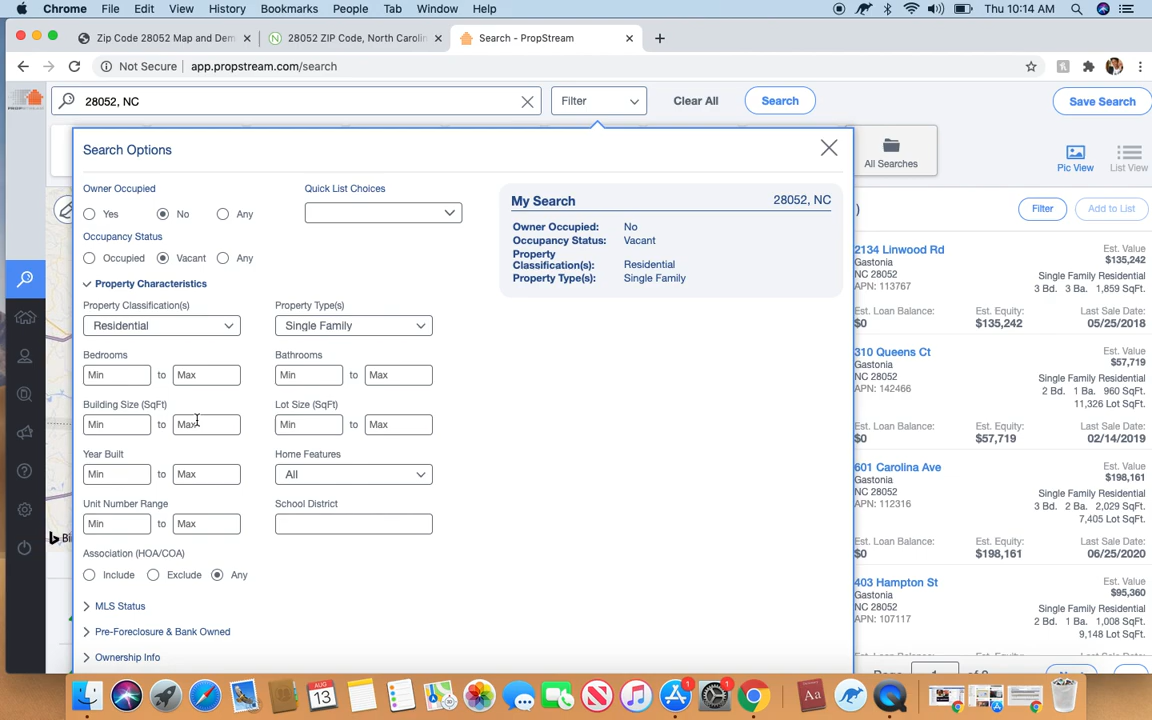 Chrome File Edit View History Bookmarks People Tab Window Help Thu 10:14 AM
Zip Code 28052 Map and Dem
28052 ZIP Code, North Carolin
Search - PropStream
Not Secure app.propstream.com/search
28052, NC
Filter
Clear All
Search
Save Search
All Searches
Pic View
List View
Search Options
Owner Occupied
Yes No Any
Quick List Choices
Occupancy Status
Occupied Vacant Any
Property Characteristics
Property Classification(s) Property Type(s)
Residential Single Family
Bedrooms Bathrooms
Min to Max Min to Max
Building Size (SqFt) Lot Size (SqFt)
Min to Max Min to Max
Year Built Home Features
Min to Max All
Unit Number Range School District
Min to Max
Association (HOA/COA)
Include Exclude Any
MLS Status
Pre-Foreclosure & Bank Owned
Ownership Info
My Search 28052, NC
Owner Occupied: No
Occupancy Status: Vacant
Property
Classification(s): Residential
Property Type(s): Single Family
)
Filter
Add to List
2134 Linwood Rd
Gastonia
NC 28052
APN: 113767
Est. Value
$135,242
Single Family Residential
3 Bd. 3 Ba. 1,859 SqFt.
Est. Loan Balance: Est. Equity: Last Sale Date:
$0 $135,242 05/25/2018
310 Queens Ct
Gastonia
NC 28052
APN: 142466
Est. Value
$57,719
Single Family Residential
2 Bd. 1 Ba. 960 SqFt.
11,326 Lot SqFt.
Est. Loan Balance: Est. Equity: Last Sale Date:
$0 $57,719 02/14/2019
601 Carolina Ave
Gastonia
NC 28052
APN: 112316
Est. Value
$198,161
Single Family Residential
3 Bd. 2 Ba. 2,029 SqFt.
7,405 Lot SqFt.
Est. Loan Balance: Est. Equity: Last Sale Date:
$0 $198,161 06/25/2020
403 Hampton St
Gastonia
NC 28052
APN: 107117
Est. Value
$95,360
Single Family Residential
2 Bd. 1 Ba. 1,008 SqFt.
9,148 Lot SqFt.
AUG
13
Aa
1
1